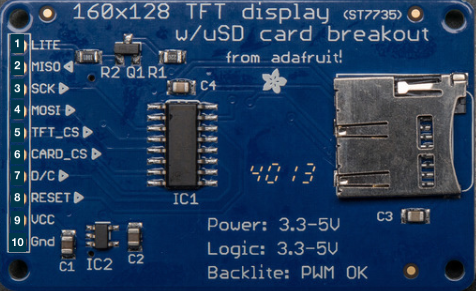 160x128 TFT display (ST7735)
w/uSD card breakout
from adafruit!
1 LITE
2 MISO
3 SCK
4 MOSI
5 TFT_CS
6 CARD_CS
7 D/C
8 RESET
9 VCC
10 Gnd
R2 Q1 R1
C4
IC1
4013
C3
C1
IC2
C2
Power: 3.3-5V
Logic: 3.3-5V
Backlite: PWM OK